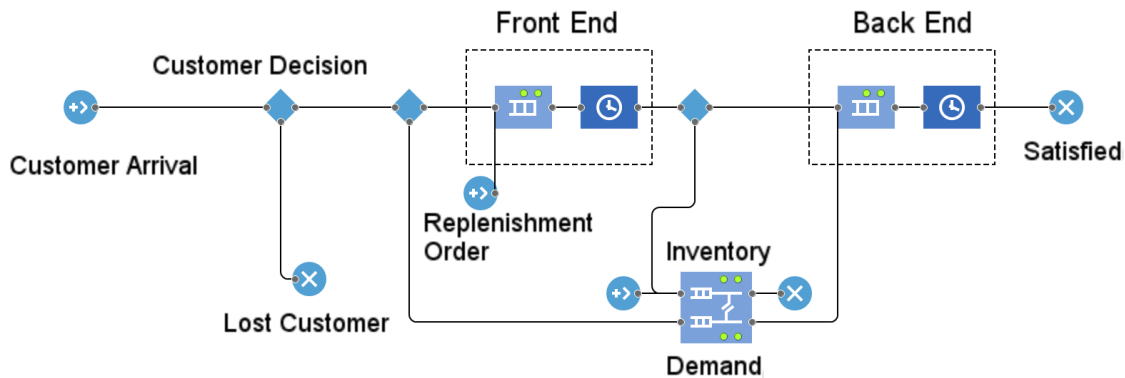 Front End
Back End
Customer Decision
Customer Arrival
Satisfied
Replenishment
Order
Inventory
Lost Customer
Demand